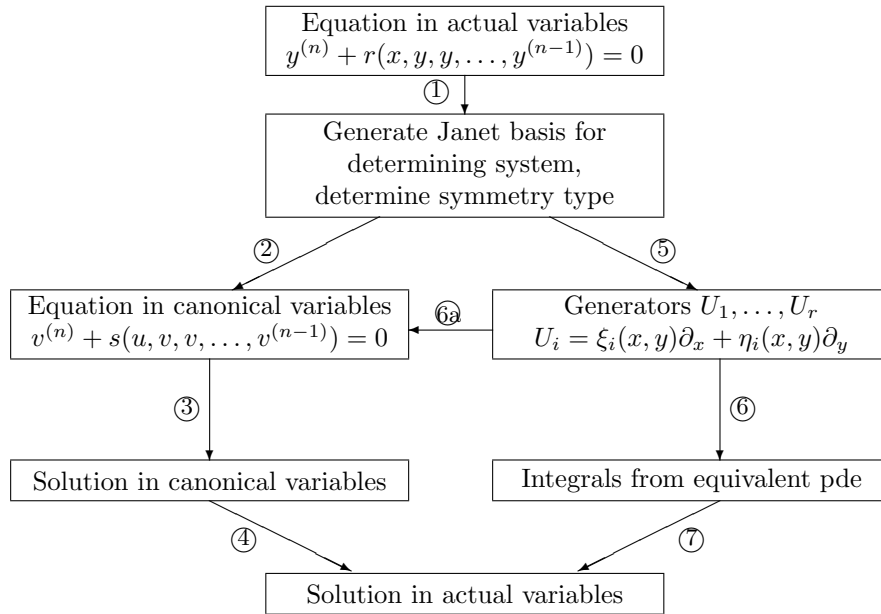 Equation in actual variables
y^{(n)} + r(x, y, y, . . . , y^{(n−1)}) = 0
①
Generate Janet basis for
determining system,
determine symmetry type
② ⑤
Equation in canonical variables
v^{(n)} + s(u, v, v, . . . , v^{(n−1)}) = 0
6a
Generators U_1, . . . , U_r
U_i = ξ_i(x, y)∂_x + η_i(x, y)∂_y
③ ⑥
Solution in canonical variables
Integrals from equivalent pde
④ ⑦
Solution in actual variables